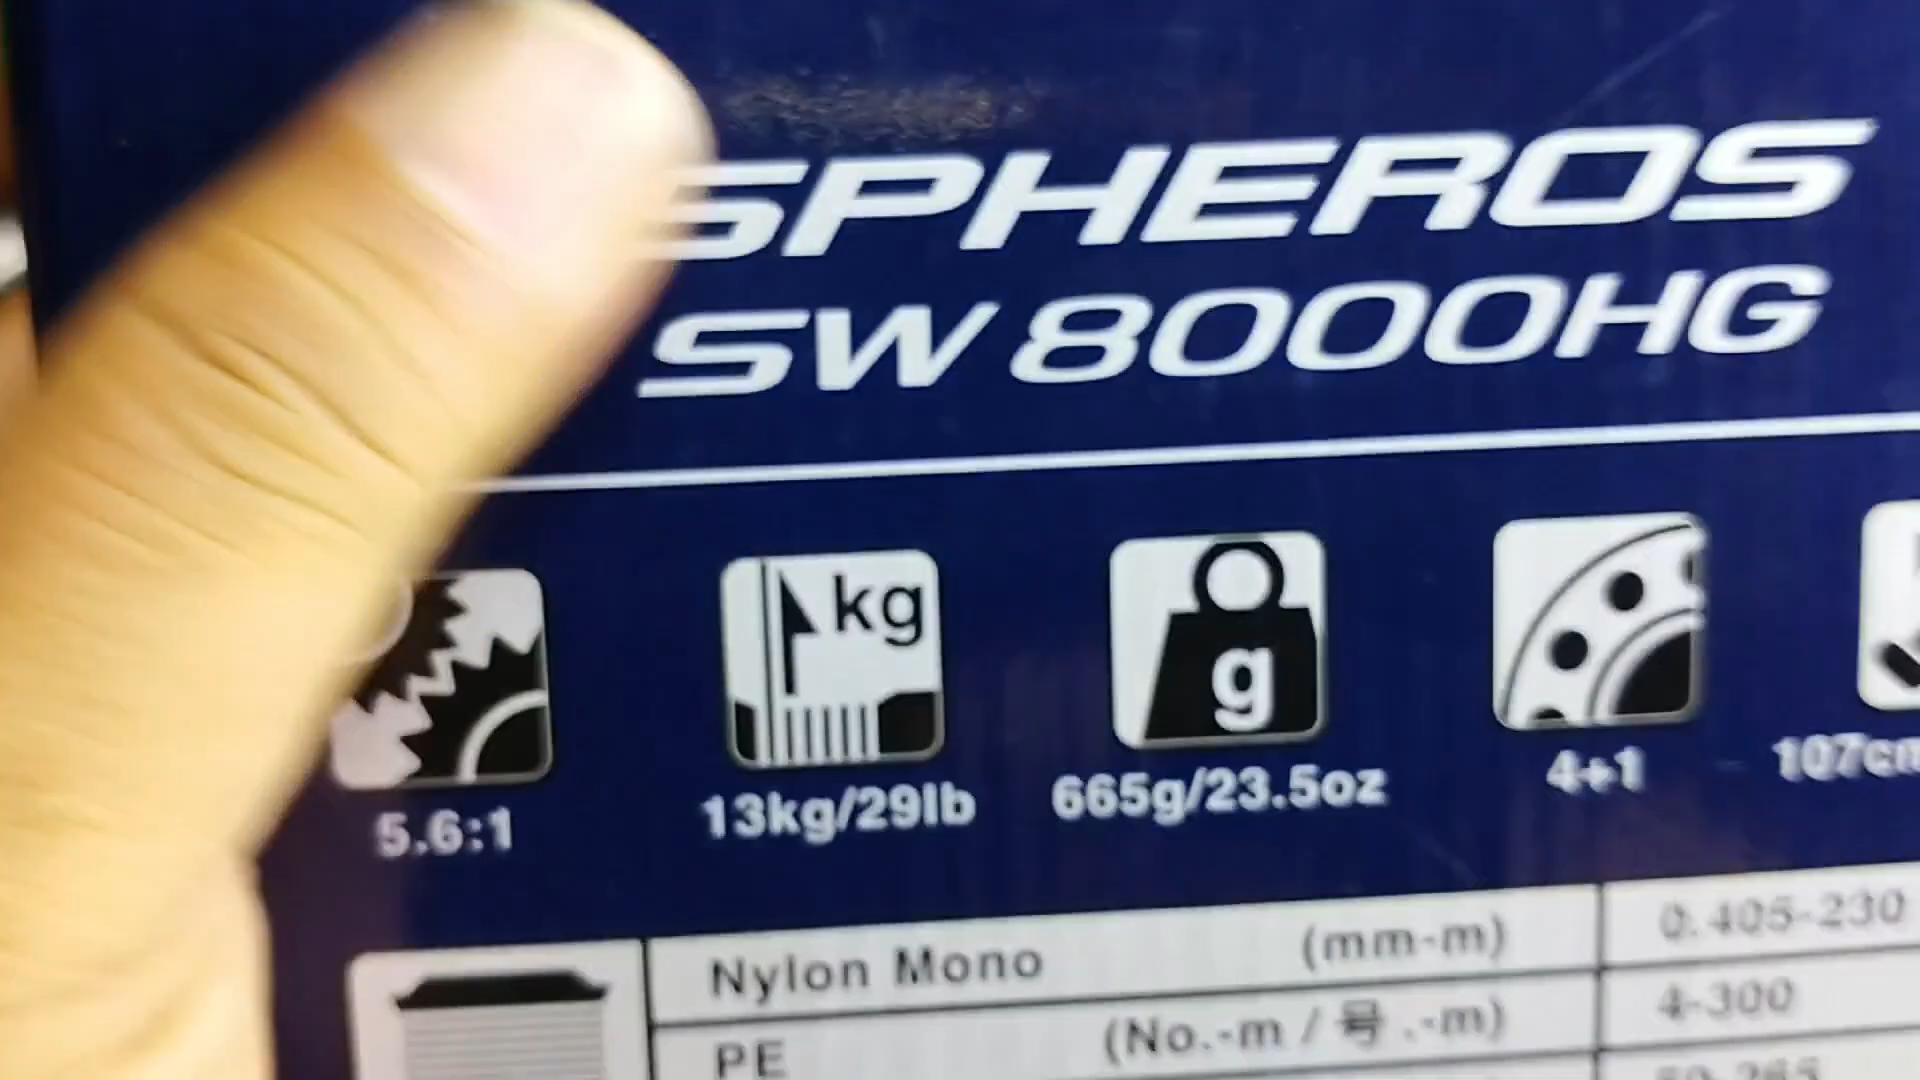 SPHEROS
SW 8000HG
kg
g
5.6:1
13kg/29lb
665g/23.5oz
4+1
107cm
Nylon Mono (mm-m) 0.405-230
PE (No.-m / 号.-m) 4-300